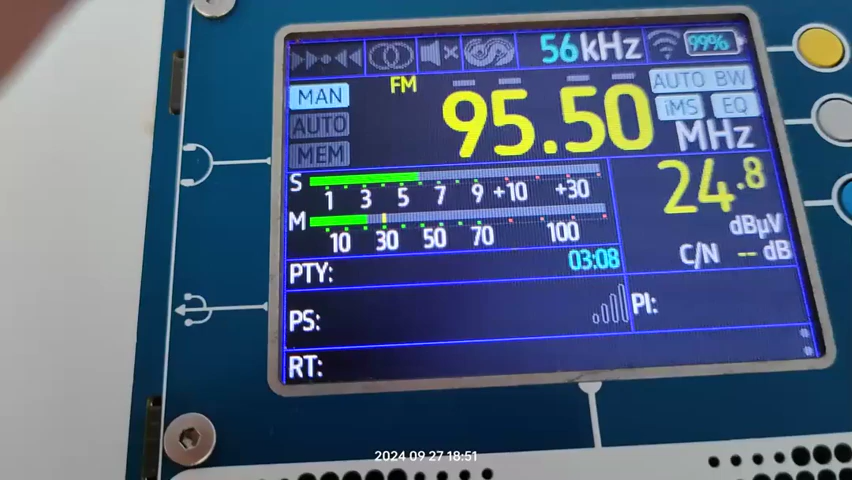 56kHz 99%
MAN FM 95.50 MHz AUTO BW
AUTO iMS EQ
MEM
S 1 3 5 7 9 +10 +30
M 10 30 50 70 100
24.8 dBµV
C/N -- dB
PTY: 03:08
PS: PI:
RT:
2024 09 27 18:51